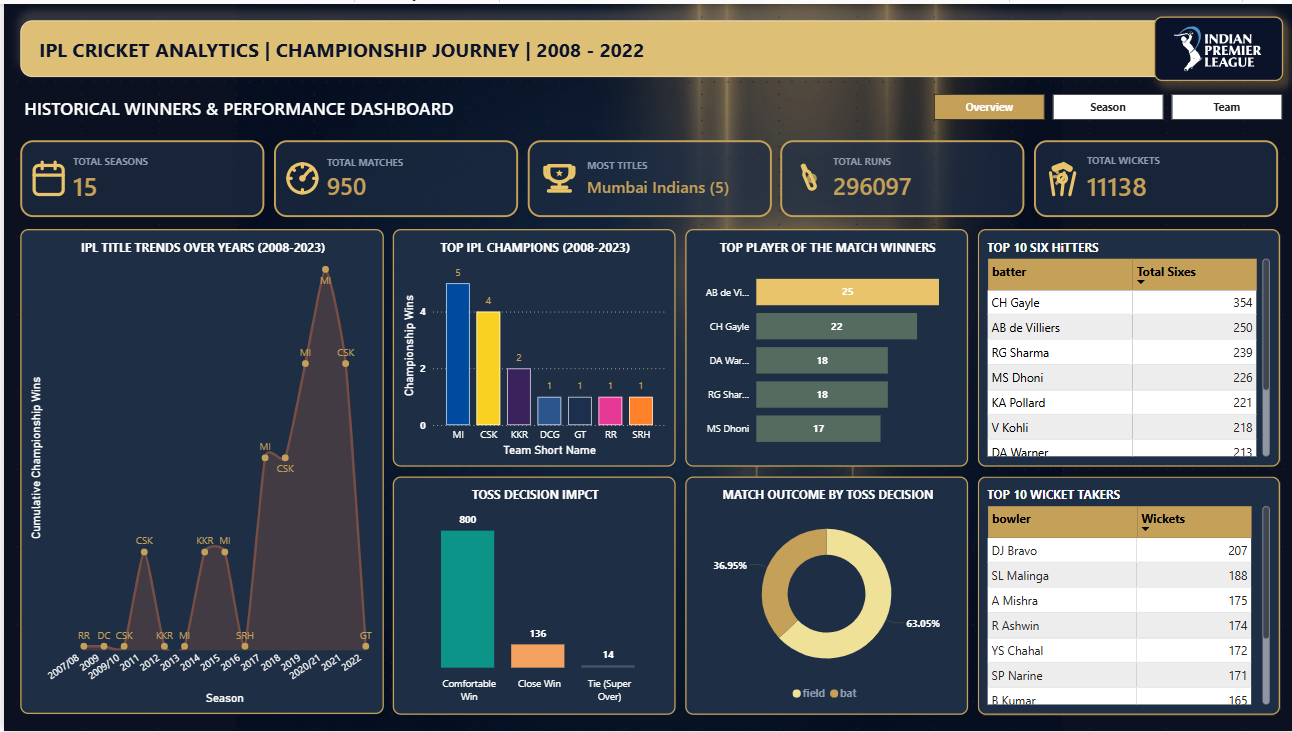 IPL CRICKET ANALYTICS | CHAMPIONSHIP JOURNEY | 2008 - 2022
INDIAN
PREMIER
LEAGUE
HISTORICAL WINNERS & PERFORMANCE DASHBOARD
Overview
Season
Team
TOTAL SEASONS
15
TOTAL MATCHES
950
MOST TITLES
Mumbai Indians (5)
TOTAL RUNS
296097
TOTAL WICKETS
11138
IPL TITLE TRENDS OVER YEARS (2008-2023)
Cumulative Championship Wins
MI
MI CSK
MI
CSK
CSK
KKR MI
RR DC CSK KKR MI SRH GT
2007/08 2009 2009/10 2011 2012 2013 2014 2015 2016 2017 2018 2019 2020/21 2021 2022
Season
TOP IPL CHAMPIONS (2008-2023)
Championship Wins
4
2
0
5 4 2 1 1 1 1
MI CSK KKR DCG GT RR SRH
Team Short Name
TOP PLAYER OF THE MATCH WINNERS
AB de Vi... 25
CH Gayle 22
DA War... 18
RG Shar... 18
MS Dhoni 17
TOP 10 SIX HiTTERS
batter Total Sixes
CH Gayle 354
AB de Villiers 250
RG Sharma 239
MS Dhoni 226
KA Pollard 221
V Kohli 218
DA Warner 213
TOSS DECISION IMPCT
800
136
14
Comfortable Win
Close Win
Tie (Super Over)
MATCH OUTCOME BY TOSS DECISION
36.95%
63.05%
field bat
TOP 10 WICKET TAKERS
bowler Wickets
DJ Bravo 207
SL Malinga 188
A Mishra 175
R Ashwin 174
YS Chahal 172
SP Narine 171
B Kumar 165